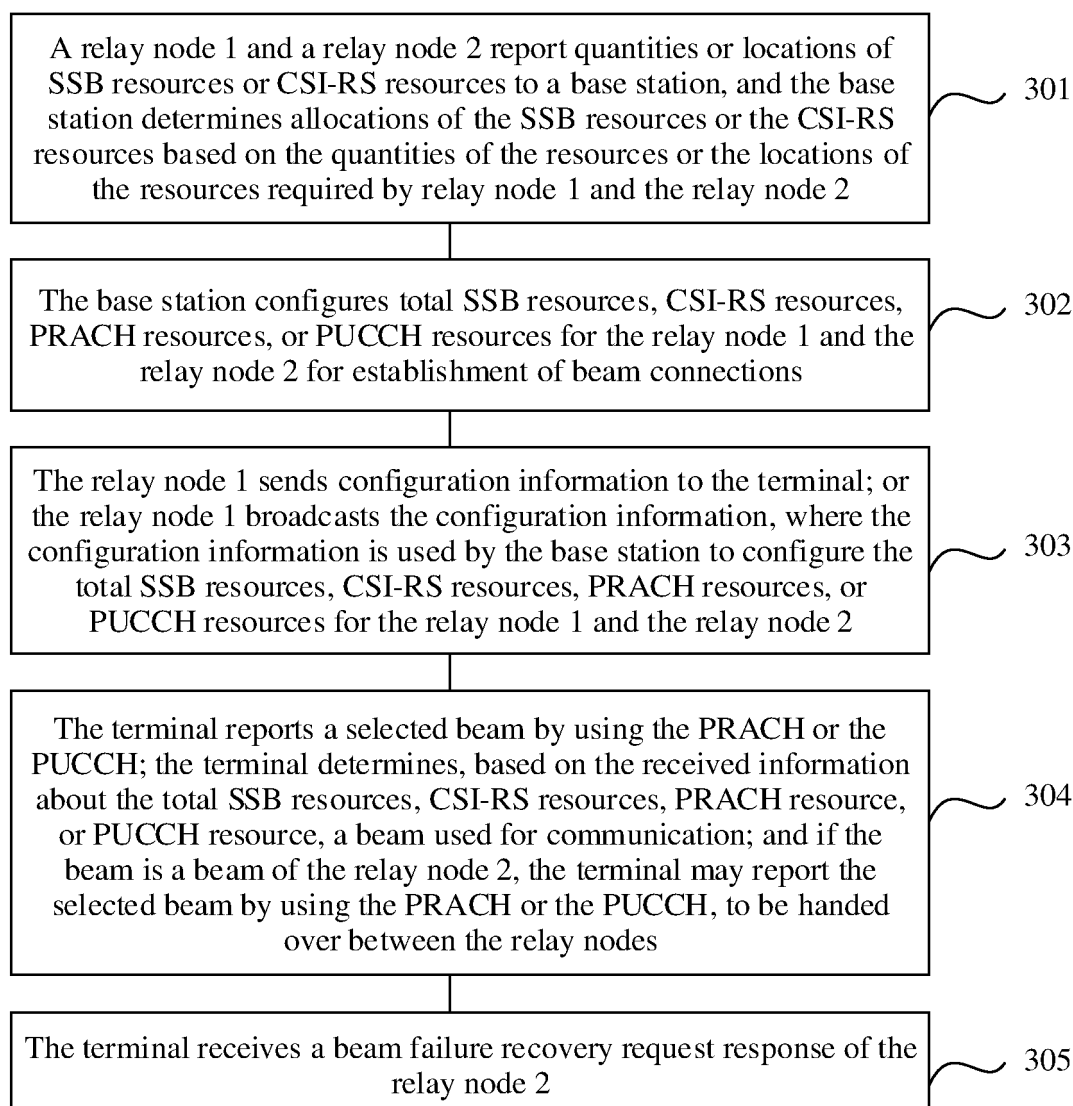 A relay node 1 and a relay node 2 report quantities or locations of
SSB resources or CSI-RS resources to a base station, and the base
station determines allocations of the SSB resources or the CSI-RS
resources based on the quantities of the resources or the locations of
the resources required by relay node 1 and the relay node 2
301
The base station configures total SSB resources, CSI-RS resources,
PRACH resources, or PUCCH resources for the relay node 1 and the
relay node 2 for establishment of beam connections
302
The relay node 1 sends configuration information to the terminal; or
the relay node 1 broadcasts the configuration information, where the
configuration information is used by the base station to configure the
total SSB resources, CSI-RS resources, PRACH resources, or
PUCCH resources for the relay node 1 and the relay node 2
303
The terminal reports a selected beam by using the PRACH or the
PUCCH; the terminal determines, based on the received information
about the total SSB resources, CSI-RS resources, PRACH resource,
or PUCCH resource, a beam used for communication; and if the
beam is a beam of the relay node 2, the terminal may report the
selected beam by using the PRACH or the PUCCH, to be handed
over between the relay nodes
304
The terminal receives a beam failure recovery request response of the
relay node 2
305